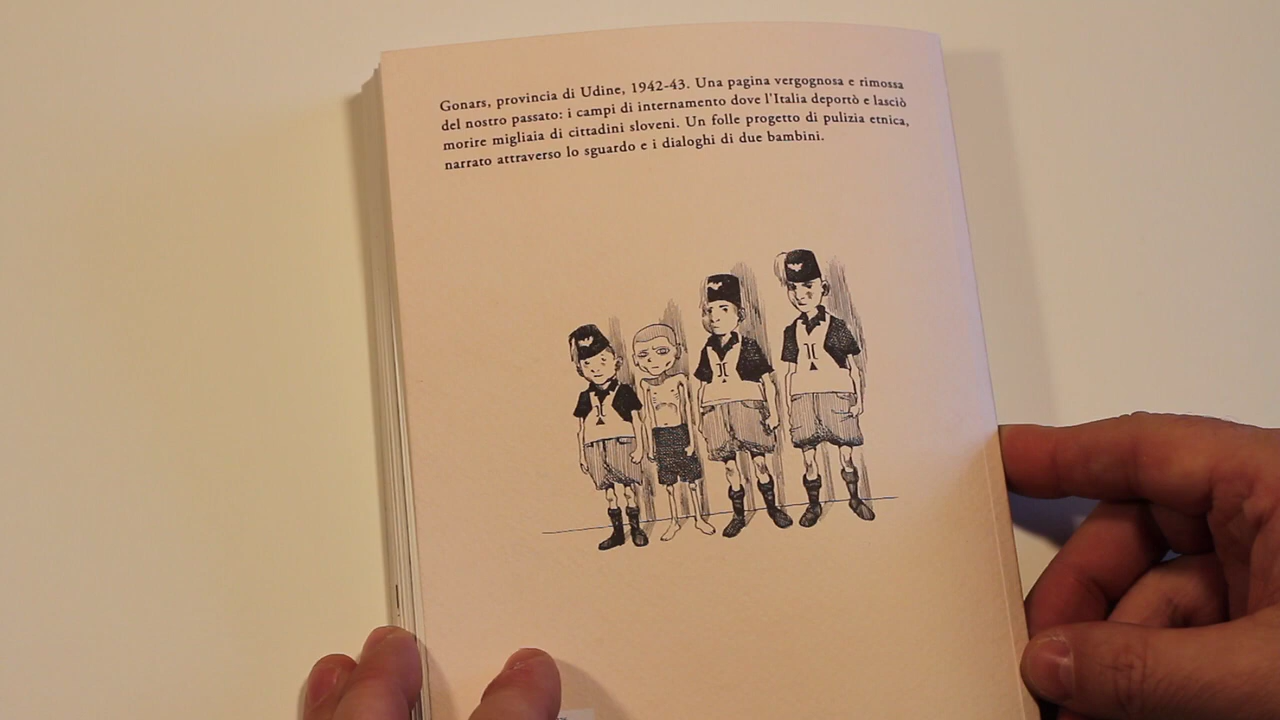 Gonars, provincia di Udine, 1942-43. Una pagina vergognosa e rimossa
del nostro passato: i campi di internamento dove l'Italia deportò e lasciò
morire migliaia di cittadini sloveni. Un folle progetto di pulizia etnica,
narrato attraverso lo sguardo e i dialoghi di due bambini.